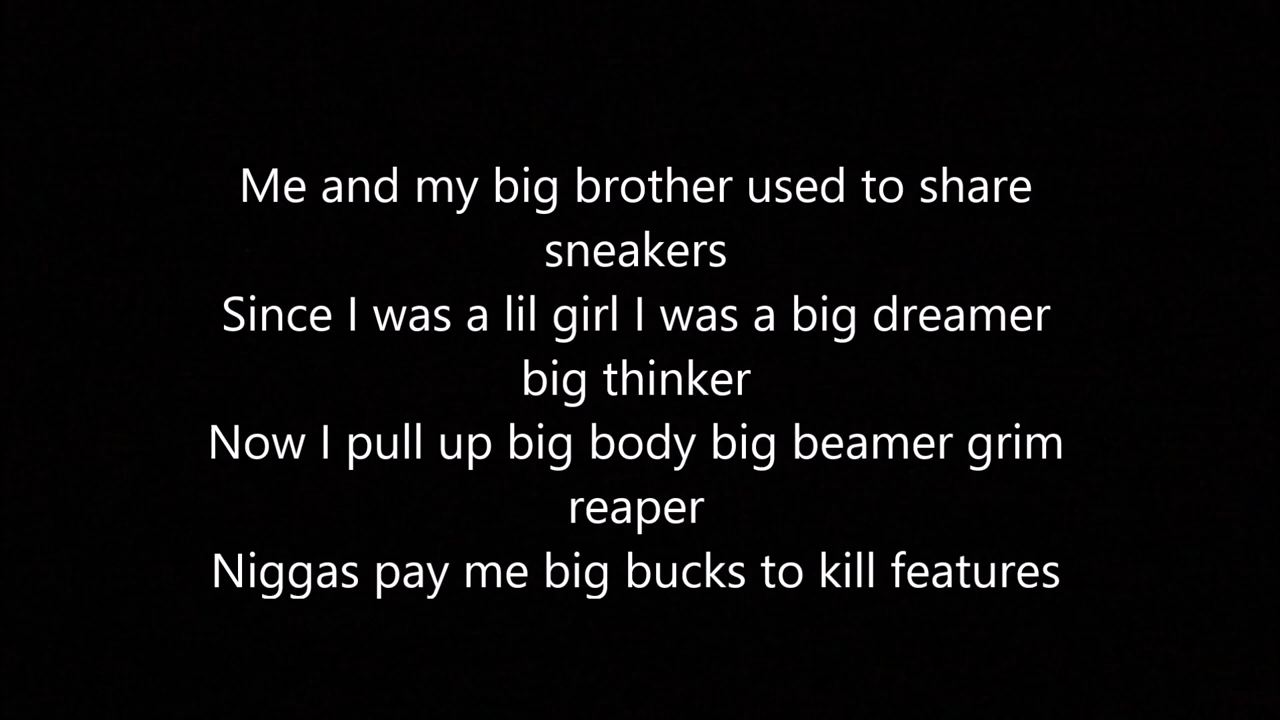 Me and my big brother used to share
sneakers
Since I was a lil girl I was a big dreamer
big thinker
Now I pull up big body big beamer grim
reaper
Niggas pay me big bucks to kill features